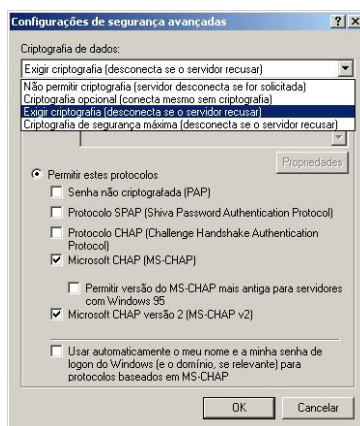 Configurações de segurança avançadas
Criptografia de dados:
Exigir criptografia (desconecta se o servidor recusar)
Não permitir criptografia (servidor desconecta se for solicitada)
Criptografia opcional (conecta mesmo sem criptografia)
Exigir criptografia (desconecta se o servidor recusar)
Criptografia de segurança máxima (desconecta se o servidor recusar)
Propriedades
Permitir estes protocolos
Senha não criptografada (PAP)
Protocolo SPAP (Shiva Password Authentication Protocol)
Protocolo CHAP (Challenge Handshake Authentication
Protocol)
Microsoft CHAP (MS-CHAP)
Permitir versão do MS-CHAP mais antiga para servidores
com Windows 95
Microsoft CHAP versão 2 (MS-CHAP v2)
Usar automaticamente o meu nome e a minha senha de
logon do Windows (e o domínio, se relevante) para
protocolos baseados em MS-CHAP
OK Cancelar